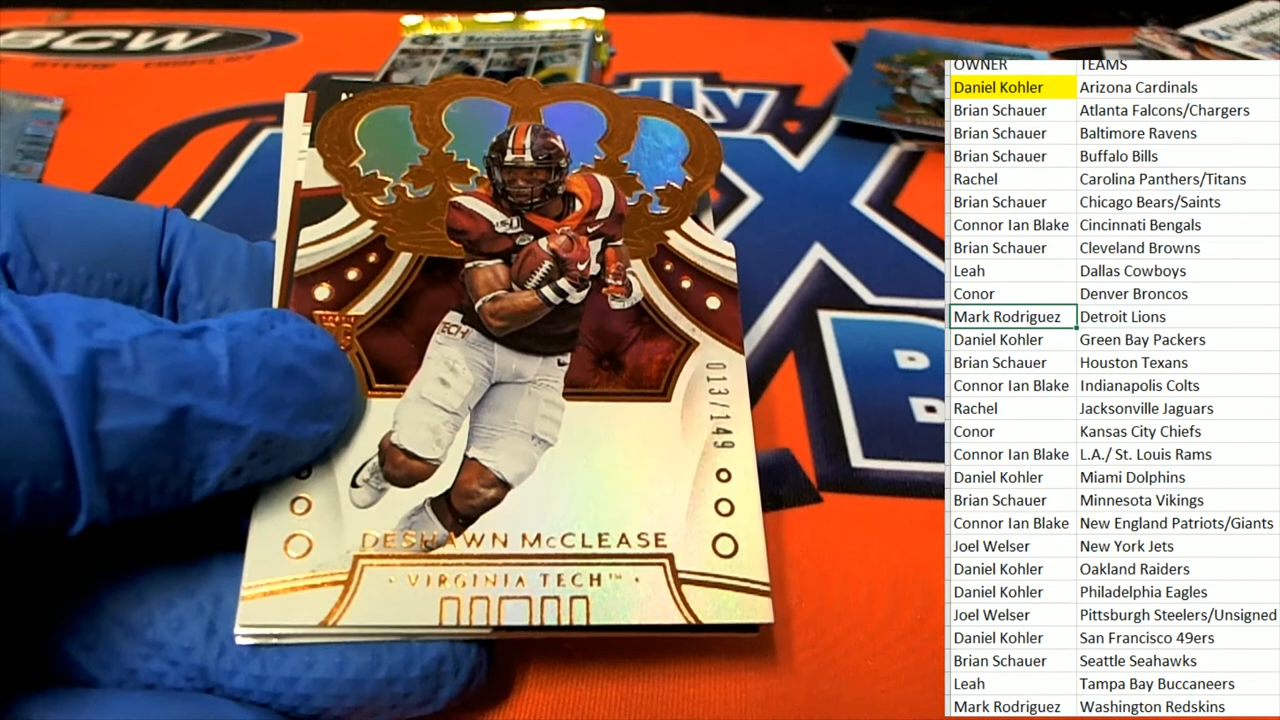 BCW
OWNER TEAMS
Daniel Kohler Arizona Cardinals
Brian Schauer Atlanta Falcons/Chargers
Brian Schauer Baltimore Ravens
Brian Schauer Buffalo Bills
Rachel Carolina Panthers/Titans
Brian Schauer Chicago Bears/Saints
Connor Ian Blake Cincinnati Bengals
Brian Schauer Cleveland Browns
Leah Dallas Cowboys
Conor Denver Broncos
Mark Rodriguez Detroit Lions
Daniel Kohler Green Bay Packers
Brian Schauer Houston Texans
Connor Ian Blake Indianapolis Colts
Rachel Jacksonville Jaguars
Conor Kansas City Chiefs
Connor Ian Blake L.A./ St. Louis Rams
Daniel Kohler Miami Dolphins
Brian Schauer Minnesota Vikings
Connor Ian Blake New England Patriots/Giants
Joel Welser New York Jets
Daniel Kohler Oakland Raiders
Daniel Kohler Philadelphia Eagles
Joel Welser Pittsburgh Steelers/Unsigned
Daniel Kohler San Francisco 49ers
Brian Schauer Seattle Seahawks
Leah Tampa Bay Buccaneers
Mark Rodriguez Washington Redskins
150
TECH
013/149
DESHAWN McCLEASE
VIRGINIA TECH™